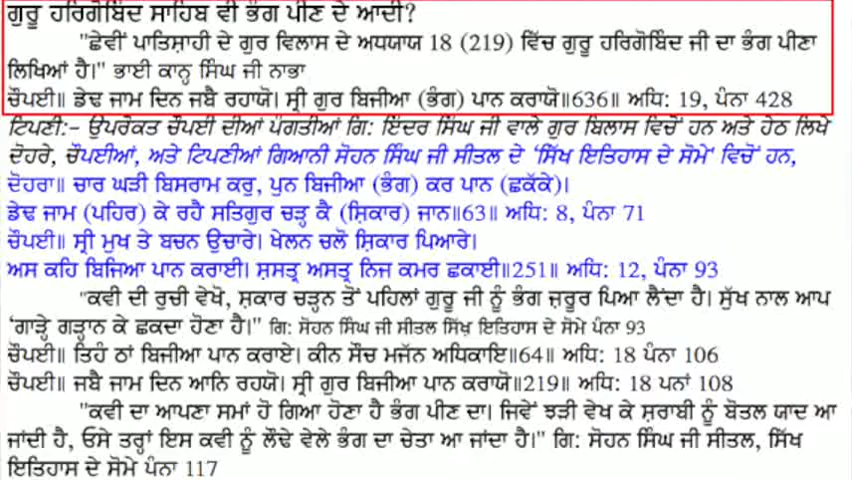 ਗੁਰੂ ਹਰਿਗੋਬਿੰਦ ਸਾਹਿਬ ਵੀ ਭੰਗ ਪੀਣ ਦੇ ਆਦੀ?
"ਛੇਵੀਂ ਪਾਤਿਸ਼ਾਹੀ ਦੇ ਗੁਰ ਵਿਲਾਸ ਦੇ ਅਧਯਾਯ 18 (219) ਵਿੱਚ ਗੁਰੂ ਹਰਿਗੋਬਿੰਦ ਜੀ ਦਾ ਭੰਗ ਪੀਣਾ
ਲਿਖਿਆਂ ਹੈ।" ਭਾਈ ਕਾਨ੍ਹ ਸਿੰਘ ਜੀ ਨਾਭਾ
ਚੌਪਈ॥ ਡੇਢ ਜਾਮ ਦਿਨ ਜਬੈ ਰਹਾਯੋ। ਸ੍ਰੀ ਗੁਰ ਬਿਜੀਆ (ਭੰਗ) ਪਾਨ ਕਰਾਯੋ॥636॥ ਅਧਿ: 19, ਪੰਨਾ 428
ਟਿਪਣੀ:- ਉਪਰੋਕਤ ਚੌਪਈ ਦੀਆਂ ਪੰਗਤੀਆਂ ਗਿ: ਇੰਦਰ ਸਿੰਘ ਜੀ ਵਾਲੇ ਗੁਰ ਬਿਲਾਸ ਵਿਚੋਂ ਹਨ ਅਤੇ ਹੇਠ ਲਿਖੇ
ਦੋਹਰੇ, ਚੌਪਈਆਂ, ਅਤੇ ਟਿਪਣੀਆਂ ਗਿਆਨੀ ਸੋਹਨ ਸਿੰਘ ਜੀ ਸੀਤਲ ਦੇ 'ਸਿੱਖ ਇਤਿਹਾਸ ਦੇ ਸੋਮੇ' ਵਿਚੋਂ ਹਨ,
ਦੋਹਰਾ॥ ਚਾਰ ਘੜੀ ਬਿਸਰਾਮ ਕਰੁ, ਪੁਨ ਬਿਜੀਆ (ਭੰਗ) ਕਰ ਪਾਨ (ਛਕੱਕੇ)।
ਡੇਢ ਜਾਮ (ਪਹਿਰ) ਕੇ ਰਹੈ ਸਤਿਗੁਰ ਚੜ੍ਹ ਕੈ (ਸ਼ਿਕਾਰ) ਜਾਨ॥63॥ ਅਧਿ: 8, ਪੰਨਾ 71
ਚੌਪਈ॥ ਸ੍ਰੀ ਮੁਖ ਤੇ ਬਚਨ ਉਚਾਰੇ। ਖੇਲਨ ਚਲੋ ਸ਼ਿਕਾਰ ਪਿਆਰੇ।
ਅਸ ਕਹਿ ਬਿਜਿਆ ਪਾਨ ਕਰਾਈ। ਸ਼ਸਤ੍ਰ ਅਸਤ੍ਰ ਨਿਜ ਕਮਰ ਛਕਾਈ॥251॥ ਅਧਿ: 12, ਪੰਨਾ 93
"ਕਵੀ ਦੀ ਰੁਚੀ ਵੇਖੋ, ਸ਼ਕਾਰ ਚੜ੍ਹਨ ਤੋਂ ਪਹਿਲਾਂ ਗੁਰੂ ਜੀ ਨੂੰ ਭੰਗ ਜ਼ਰੂਰ ਪਿਆ ਲੈਂਦਾ ਹੈ। ਸੁੱਖ ਨਾਲ ਆਪ
'ਗਾੜ੍ਹੇ ਗੜ੍ਹਾਨ ਕੇ ਛਕਦਾ ਹੋਣਾ ਹੈ।" ਗਿ: ਸੋਹਨ ਸਿੰਘ ਜੀ ਸੀਤਲ ਸਿੱਖ ਇਤਿਹਾਸ ਦੇ ਸੋਮੇ ਪੰਨਾ 93
ਚੌਪਈ॥ ਤਿਹੰ ਠਾਂ ਬਿਜੀਆ ਪਾਨ ਕਰਾਏ। ਕੀਨ ਸੌਚ ਮਜੱਨ ਅਧਿਕਾਇ॥64॥ ਅਧਿ: 18 ਪੰਨਾ 106
ਚੌਪਈ॥ ਜਬੈ ਜਾਮ ਦਿਨ ਆਨਿ ਰਹਯੋ। ਸ੍ਰੀ ਗੁਰ ਬਿਜੀਆ ਪਾਨ ਕਰਾਯੋ॥219॥ ਅਧਿ: 18 ਪਨਾਂ 108
"ਕਵੀ ਦਾ ਆਪਣਾ ਸਮਾਂ ਹੋ ਗਿਆ ਹੋਣਾ ਹੈ ਭੰਗ ਪੀਣ ਦਾ। ਜਿਵੇਂ ਝੜੀ ਵੇਖ ਕੇ ਸ਼ਰਾਬੀ ਨੂੰ ਬੋਤਲ ਯਾਦ ਆ
ਜਾਂਦੀ ਹੈ, ਓਸੇ ਤਰ੍ਹਾਂ ਇਸ ਕਵੀ ਨੂੰ ਲੌਢੇ ਵੇਲੇ ਭੰਗ ਦਾ ਚੇਤਾ ਆ ਜਾਂਦਾ ਹੈ।" ਗਿ: ਸੋਹਨ ਸਿੰਘ ਜੀ ਸੀਤਲ, ਸਿੱਖ
ਇਤਿਹਾਸ ਦੇ ਸੋਮੇ ਪੰਨਾ 117